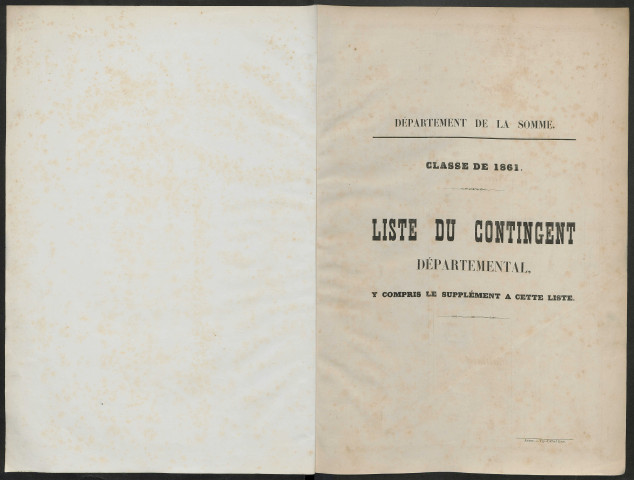 DÉPARTEMENT DE LA SOMME.
CLASSE DE 1861.
LISTE DU CONTINGENT
DÉPARTEMENTAL,
Y COMPRIS LE SUPPLÉMENT A CETTE LISTE.